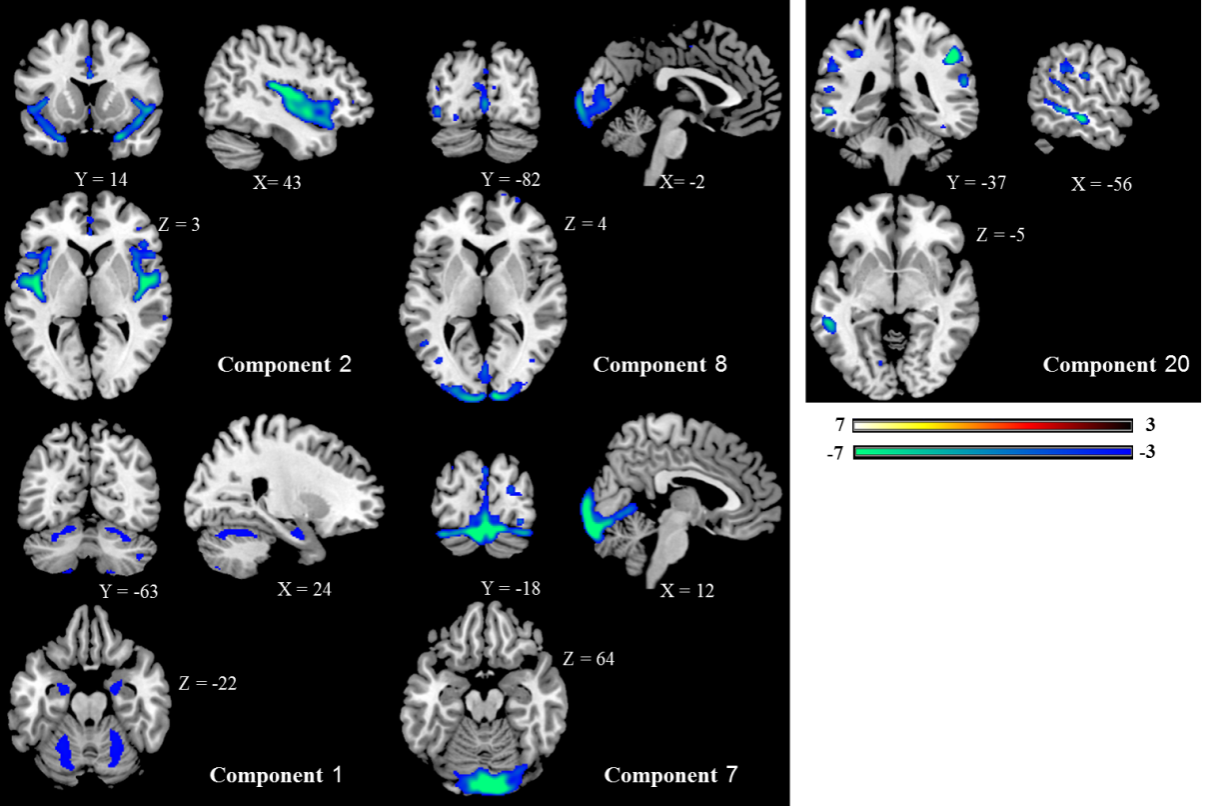 Y = 14
X= 43
Y = -82
X= -2
Z = 3
Z = 4
Component 2
Component 8
Y = -37
X = -56
Z = -5
Component 20
7
3
-7
-3
Y = -63
X = 24
Y = -18
X = 12
Z = -22
Z = 64
Component 1
Component 7